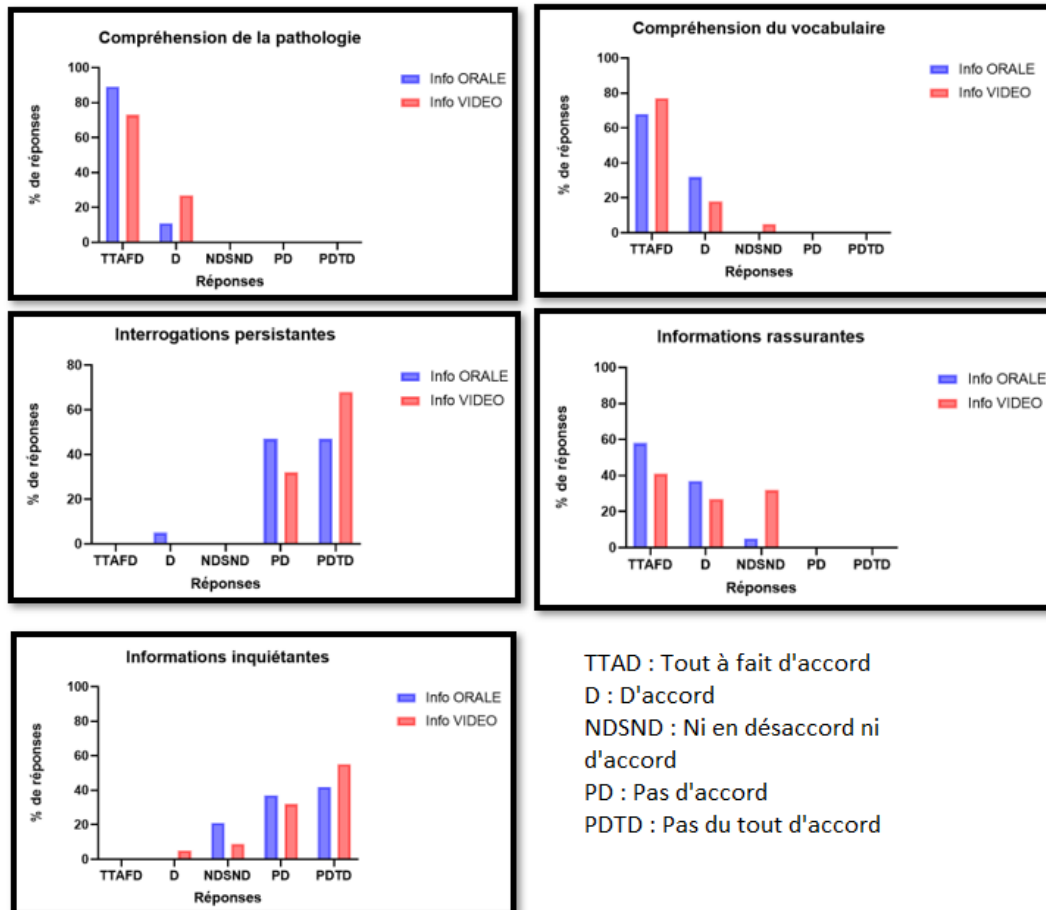 Compréhension de la pathologie
% de réponses
100
80
60
40
20
0
TTAFD D NDSND PD PDTD
Réponses
Info ORALE
Info VIDEO
Compréhension du vocabulaire
% de réponses
100
80
60
40
20
0
TTAFD D NDSND PD PDTD
Réponses
Info ORALE
Info VIDEO
Interrogations persistantes
% de réponses
80
60
40
20
0
TTAFD D NDSND PD PDTD
Réponses
Info ORALE
Info VIDEO
Informations rassurantes
% de réponses
100
80
60
40
20
0
TTAFD D NDSND PD PDTD
Réponses
Info ORALE
Info VIDEO
Informations inquiétantes
% de réponses
100
80
60
40
20
0
TTAFD D NDSND PD PDTD
Réponses
Info ORALE
Info VIDEO
TTAD : Tout à fait d'accord
D : D'accord
NDSND : Ni en désaccord ni
d'accord
PD : Pas d'accord
PDTD : Pas du tout d'accord